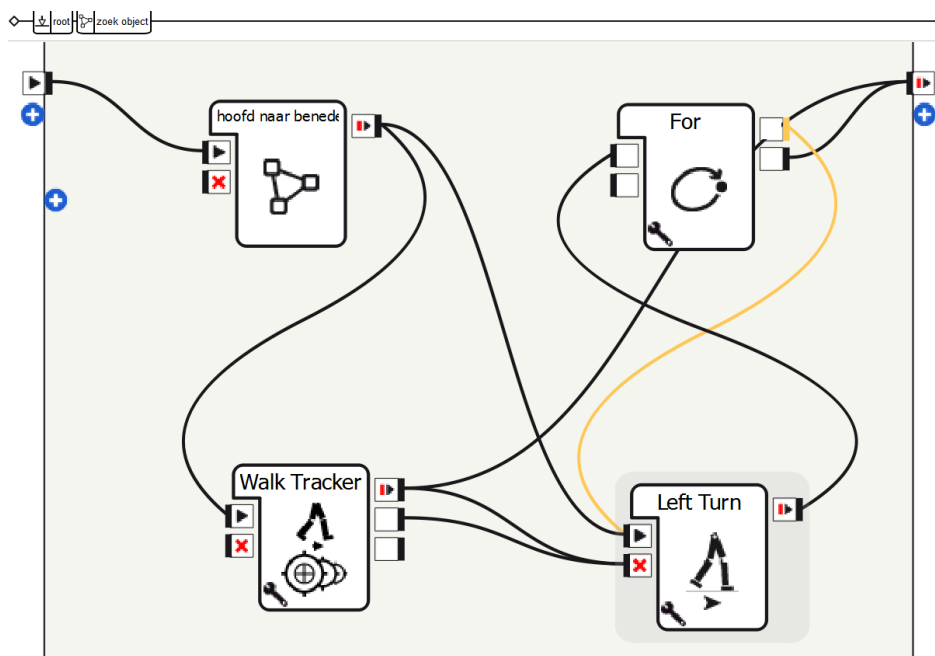 root
zoek object
hoofd naar benede
For
Walk Tracker
Left Turn